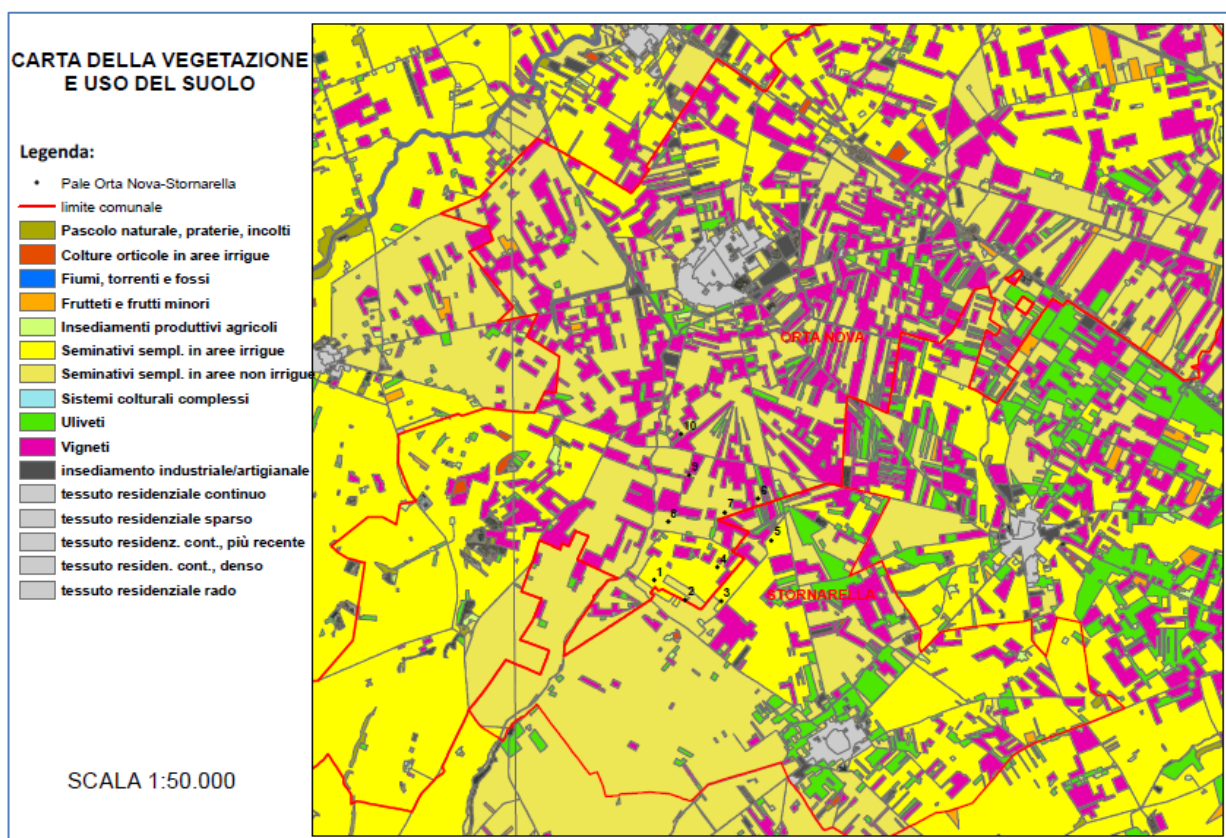 CARTA DELLA VEGETAZIONE
E USO DEL SUOLO
Legenda:
Pale Orta Nova-Stornarella
limite comunale
Pascolo naturale, praterie, incolti
Colture orticole in aree irrigue
Fiumi, torrenti e fossi
Frutteti e frutti minori
Insediamenti produttivi agricoli
Seminativi sempl. in aree irrigue
Seminativi sempl. in aree non irrigue
Sistemi colturali complessi
Uliveti
Vigneti
insediamento industriale/artigianale
tessuto residenziale continuo
tessuto residenziale sparso
tessuto residenz. cont., più recente
tessuto residen. cont., denso
tessuto residenziale rado
SCALA 1:50.000
ORTA NOVA
10
9
6
7
8
5
4
1
2
3
STORNARELLA